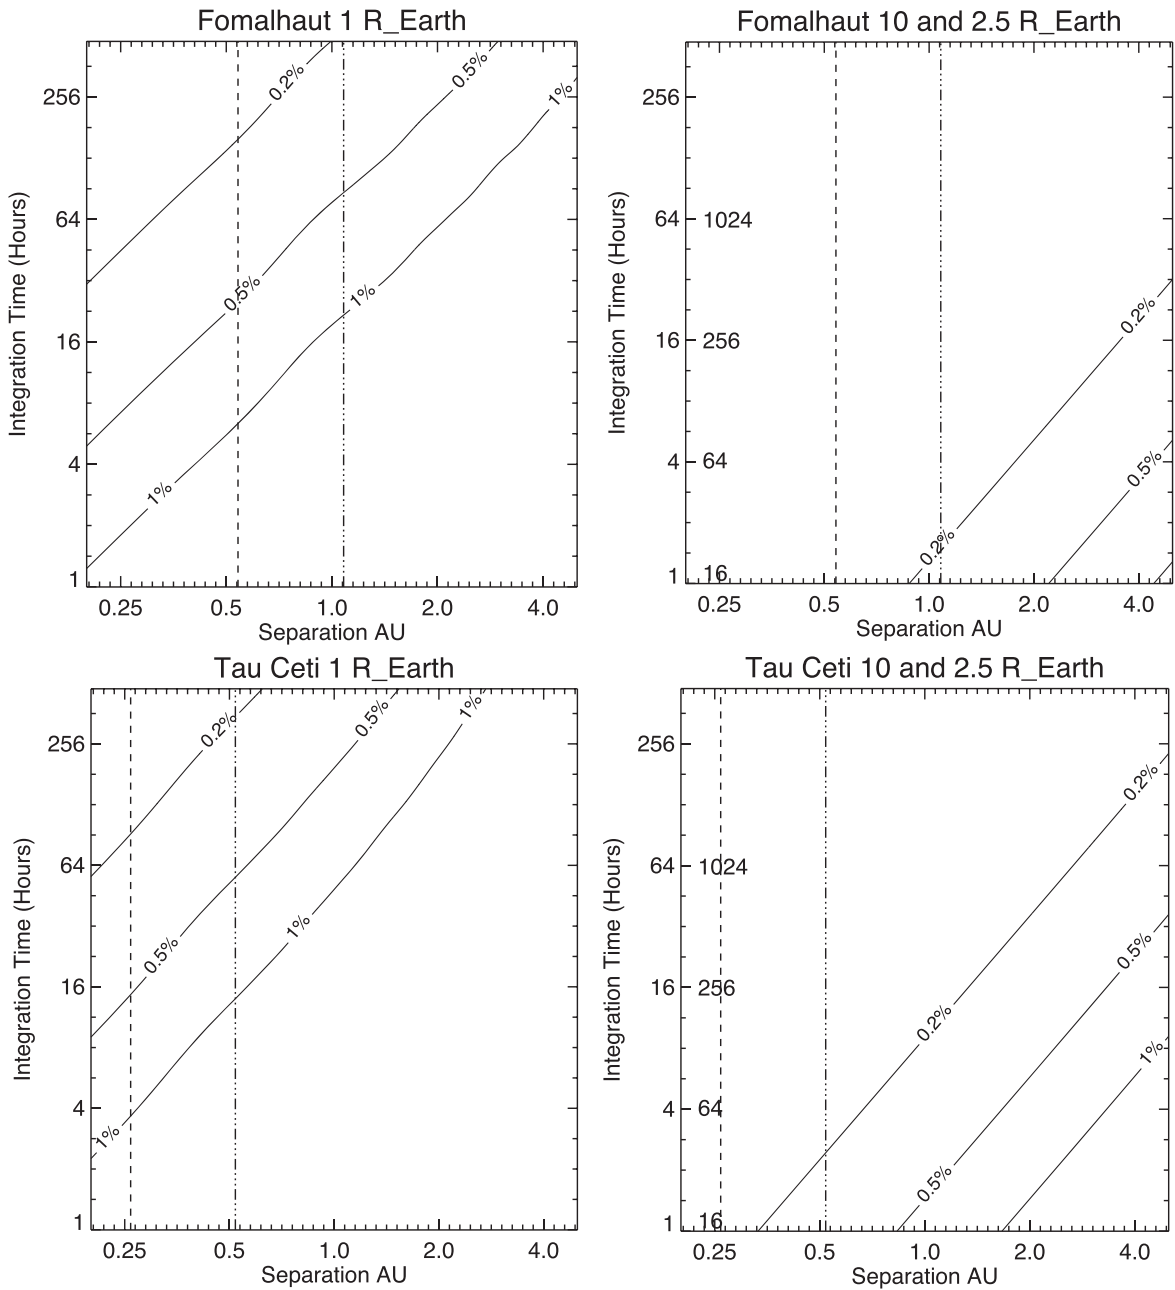 Fomalhaut 1 R_Earth
0.2%
0.5%
1%
0.5%
1%
1%
256
64
16
4
1
Integration Time (Hours)
0.25 0.5 1.0 2.0 4.0
Separation AU
Fomalhaut 10 and 2.5 R_Earth
256
64 1024
16 256
4 64
1 16
0.2%
0.5%
0.2%
Integration Time (Hours)
0.25 0.5 1.0 2.0 4.0
Separation AU
Tau Ceti 1 R_Earth
0.2%
0.5%
1%
0.5%
1%
1%
256
64
16
4
1
Integration Time (Hours)
0.25 0.5 1.0 2.0 4.0
Separation AU
Tau Ceti 10 and 2.5 R_Earth
256
64 1024
16 256
4 64
1 16
0.2%
0.5%
0.2%
1%
0.5%
Integration Time (Hours)
0.25 0.5 1.0 2.0 4.0
Separation AU